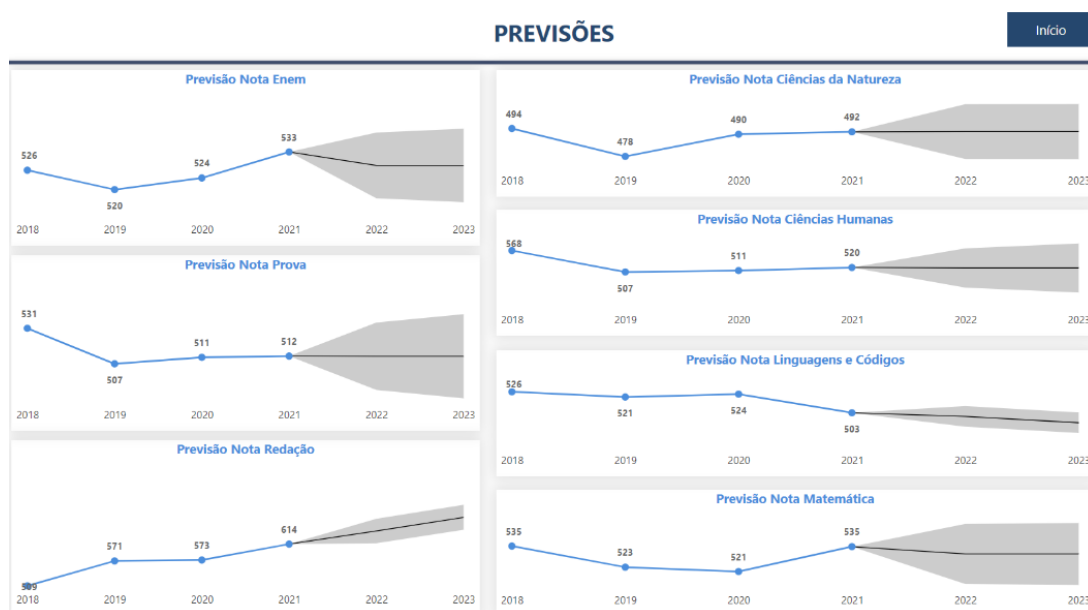 PREVISÕES
Início
Previsão Nota Enem
526
520
524
533
2018 2019 2020 2021 2022 2023
Previsão Nota Prova
531
507
511
512
2018 2019 2020 2021 2022 2023
Previsão Nota Redação
571
573
614
2018 2019 2020 2021 2022 2023
Previsão Nota Ciências da Natureza
494
478
490
492
2018 2019 2020 2021 2022 2023
Previsão Nota Ciências Humanas
568
507
511
520
2018 2019 2020 2021 2022 2023
Previsão Nota Linguagens e Códigos
526
521
524
503
2018 2019 2020 2021 2022 2023
Previsão Nota Matemática
535
523
521
535
2018 2019 2020 2021 2022 2023